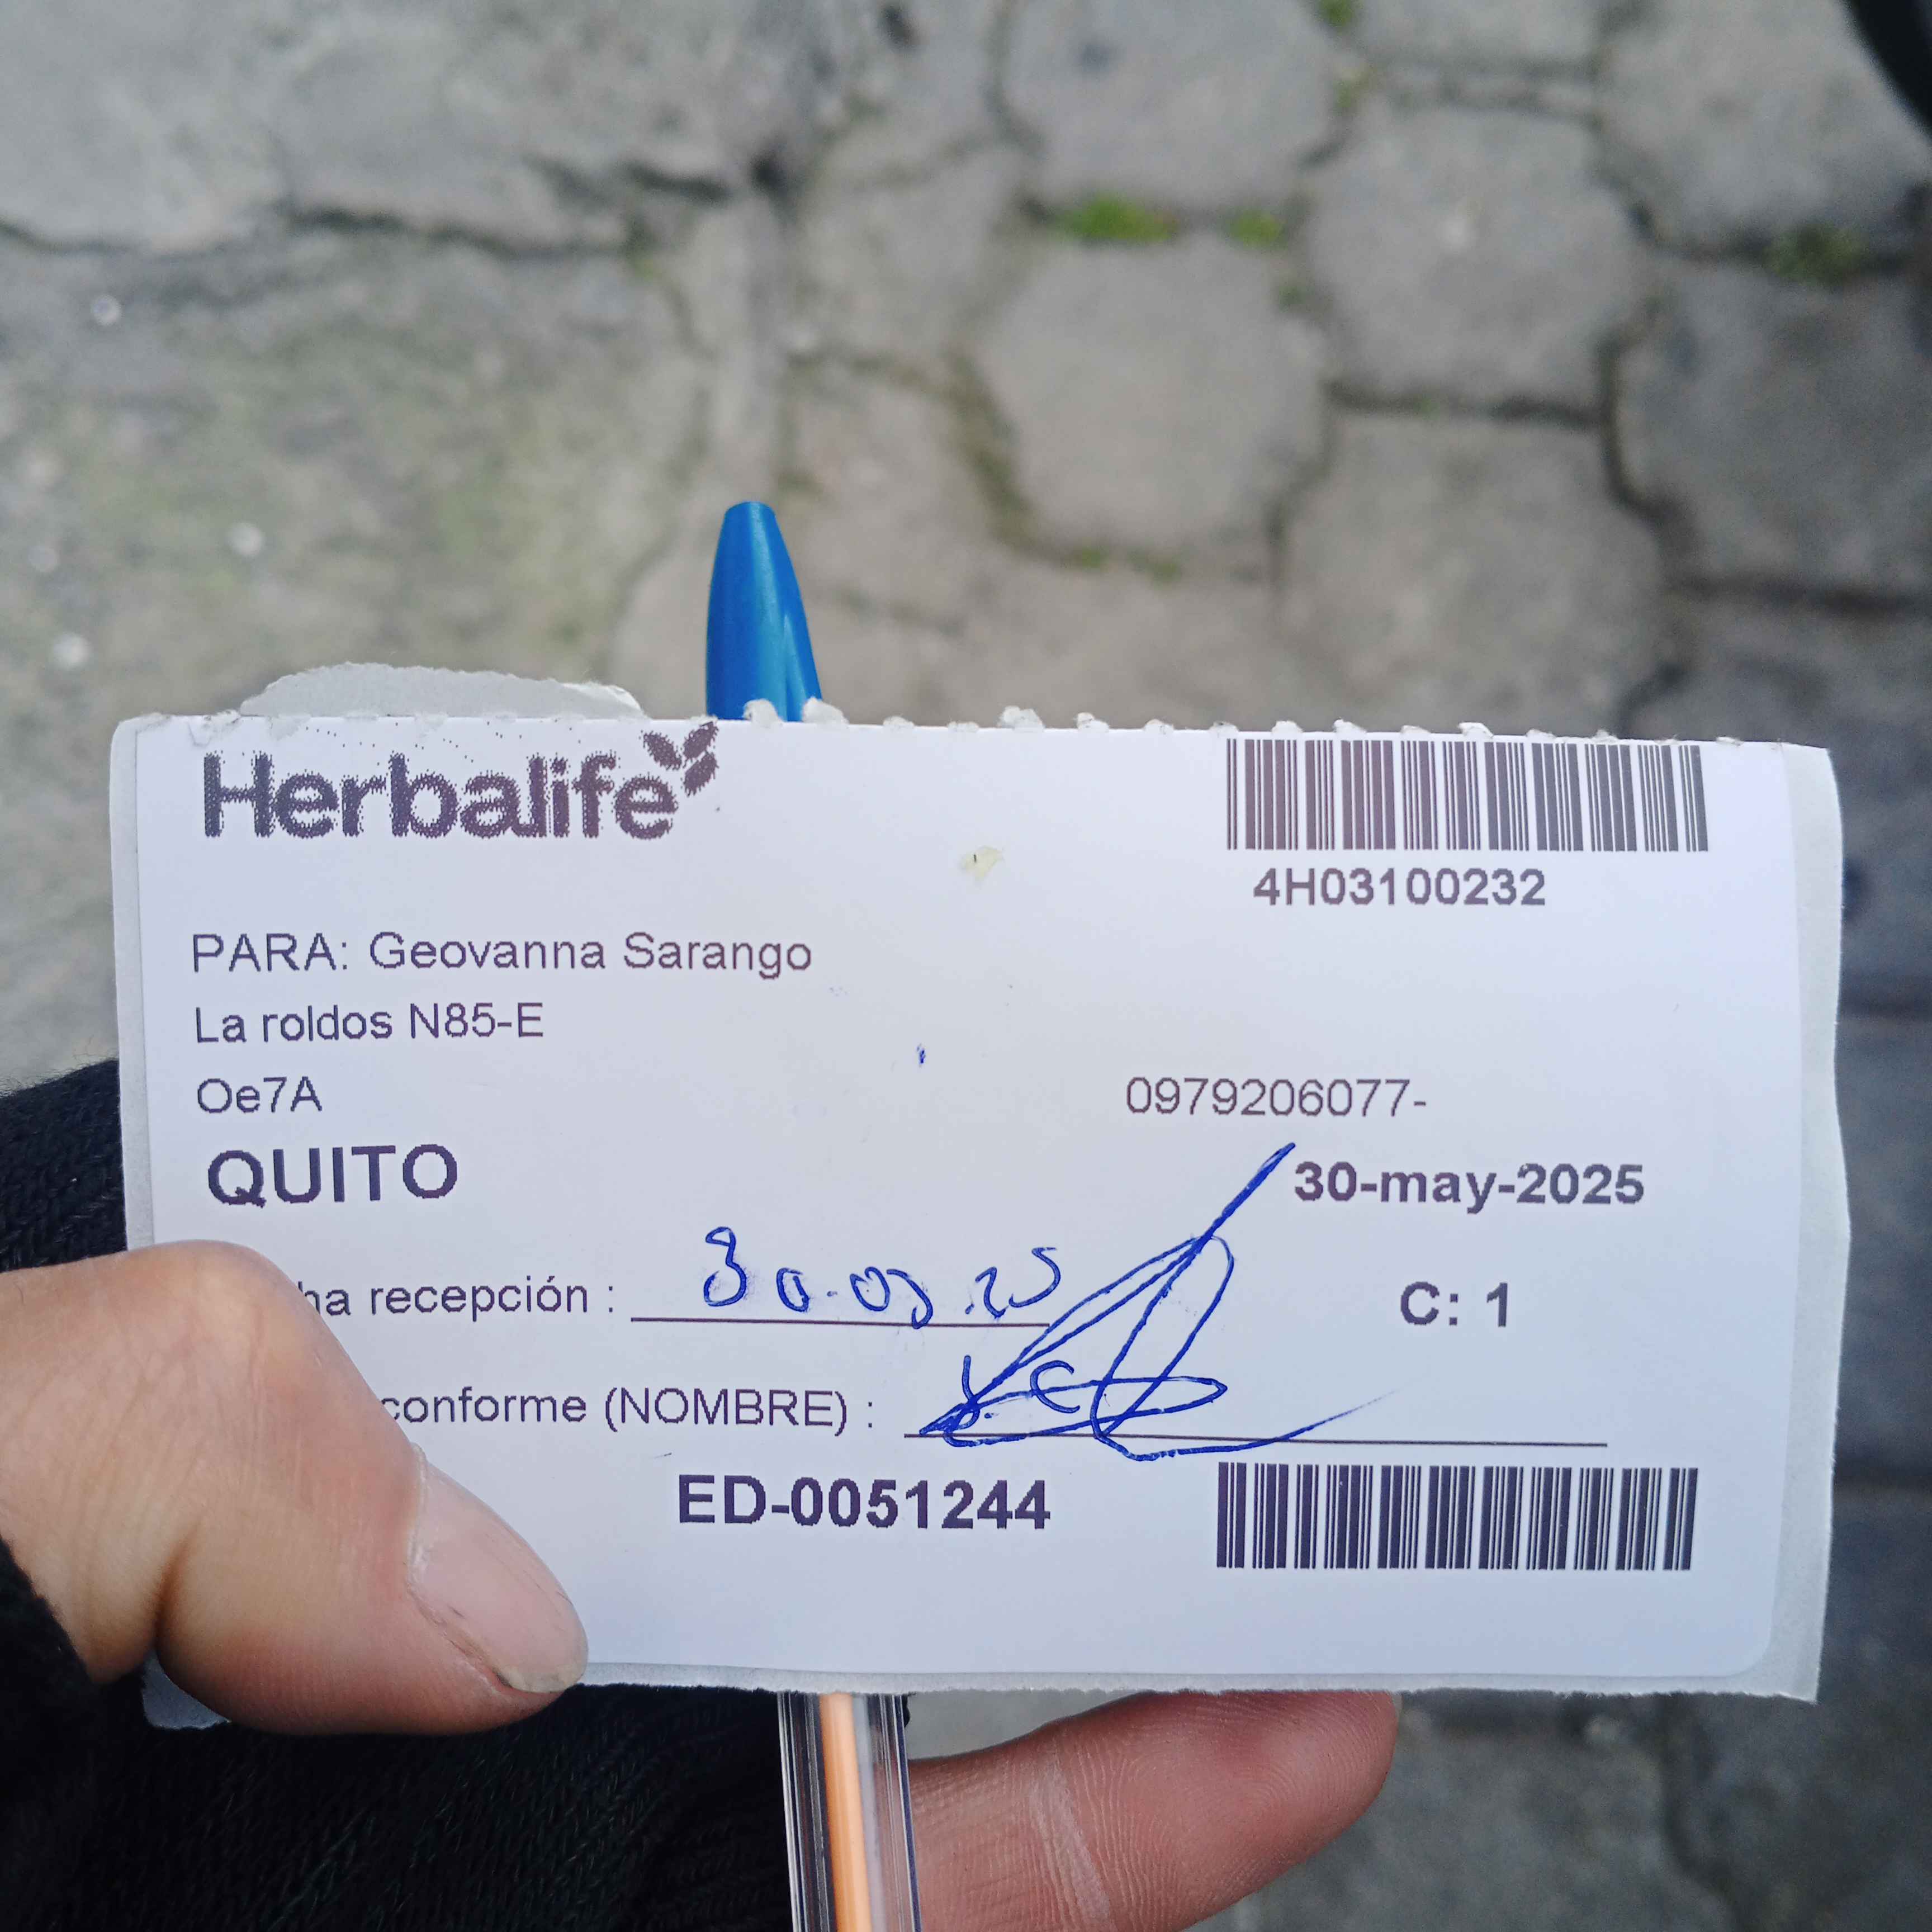 Herbalife
4H03100232
PARA: Geovanna Sarango
La roldos N85-E
Oe7A
0979206077-
QUITO
30-may-2025
ha recepción : 30.05.25
C: 1
conforme (NOMBRE) :
ED-0051244